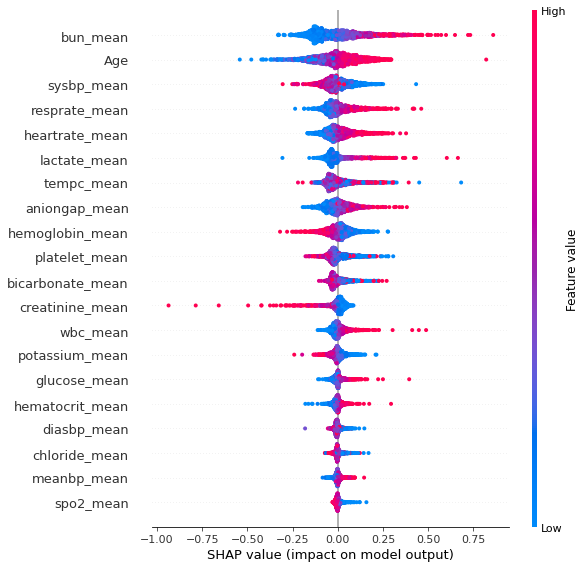 High
bun_mean
Age
sysbp_mean
resprate_mean
heartrate_mean
lactate_mean
tempc_mean
aniongap_mean
hemoglobin_mean
platelet_mean
bicarbonate_mean
creatinine_mean
wbc_mean
potassium_mean
glucose_mean
hematocrit_mean
diasbp_mean
chloride_mean
meanbp_mean
spo2_mean
Feature value
Low
−1.00 −0.75 −0.50 −0.25 0.00 0.25 0.50 0.75
SHAP value (impact on model output)